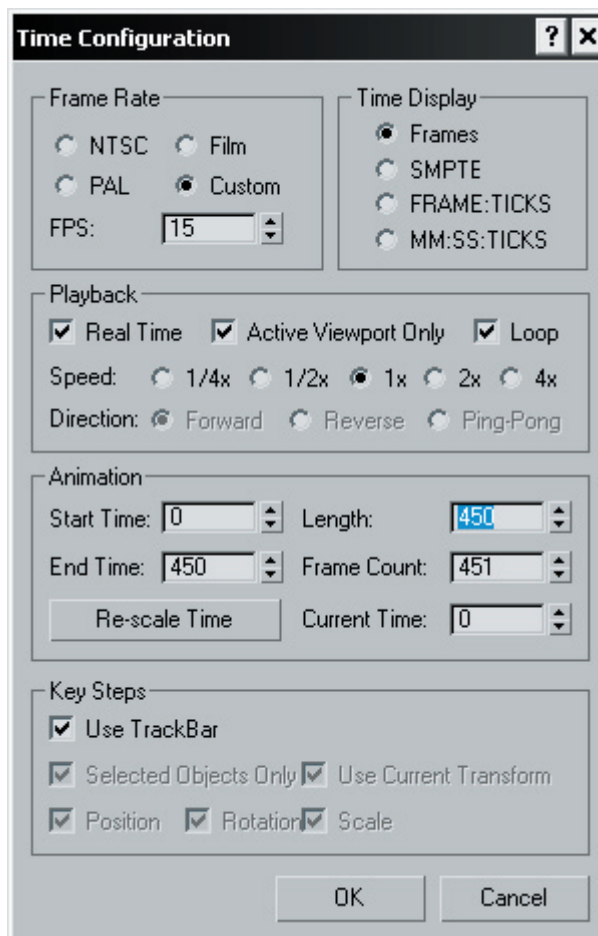 Time Configuration ? ×
Frame Rate
NTSC Film
PAL Custom
FPS: 15
Time Display
Frames
SMPTE
FRAME:TICKS
MM:SS:TICKS
Playback
Real Time Active Viewport Only Loop
Speed: 1/4x 1/2x 1x 2x 4x
Direction: Forward Reverse Ping-Pong
Animation
Start Time: 0 Length: 450
End Time: 450 Frame Count: 451
Re-scale Time Current Time: 0
Key Steps
Use TrackBar
Selected Objects Only Use Current Transform
Position Rotation Scale
OK Cancel